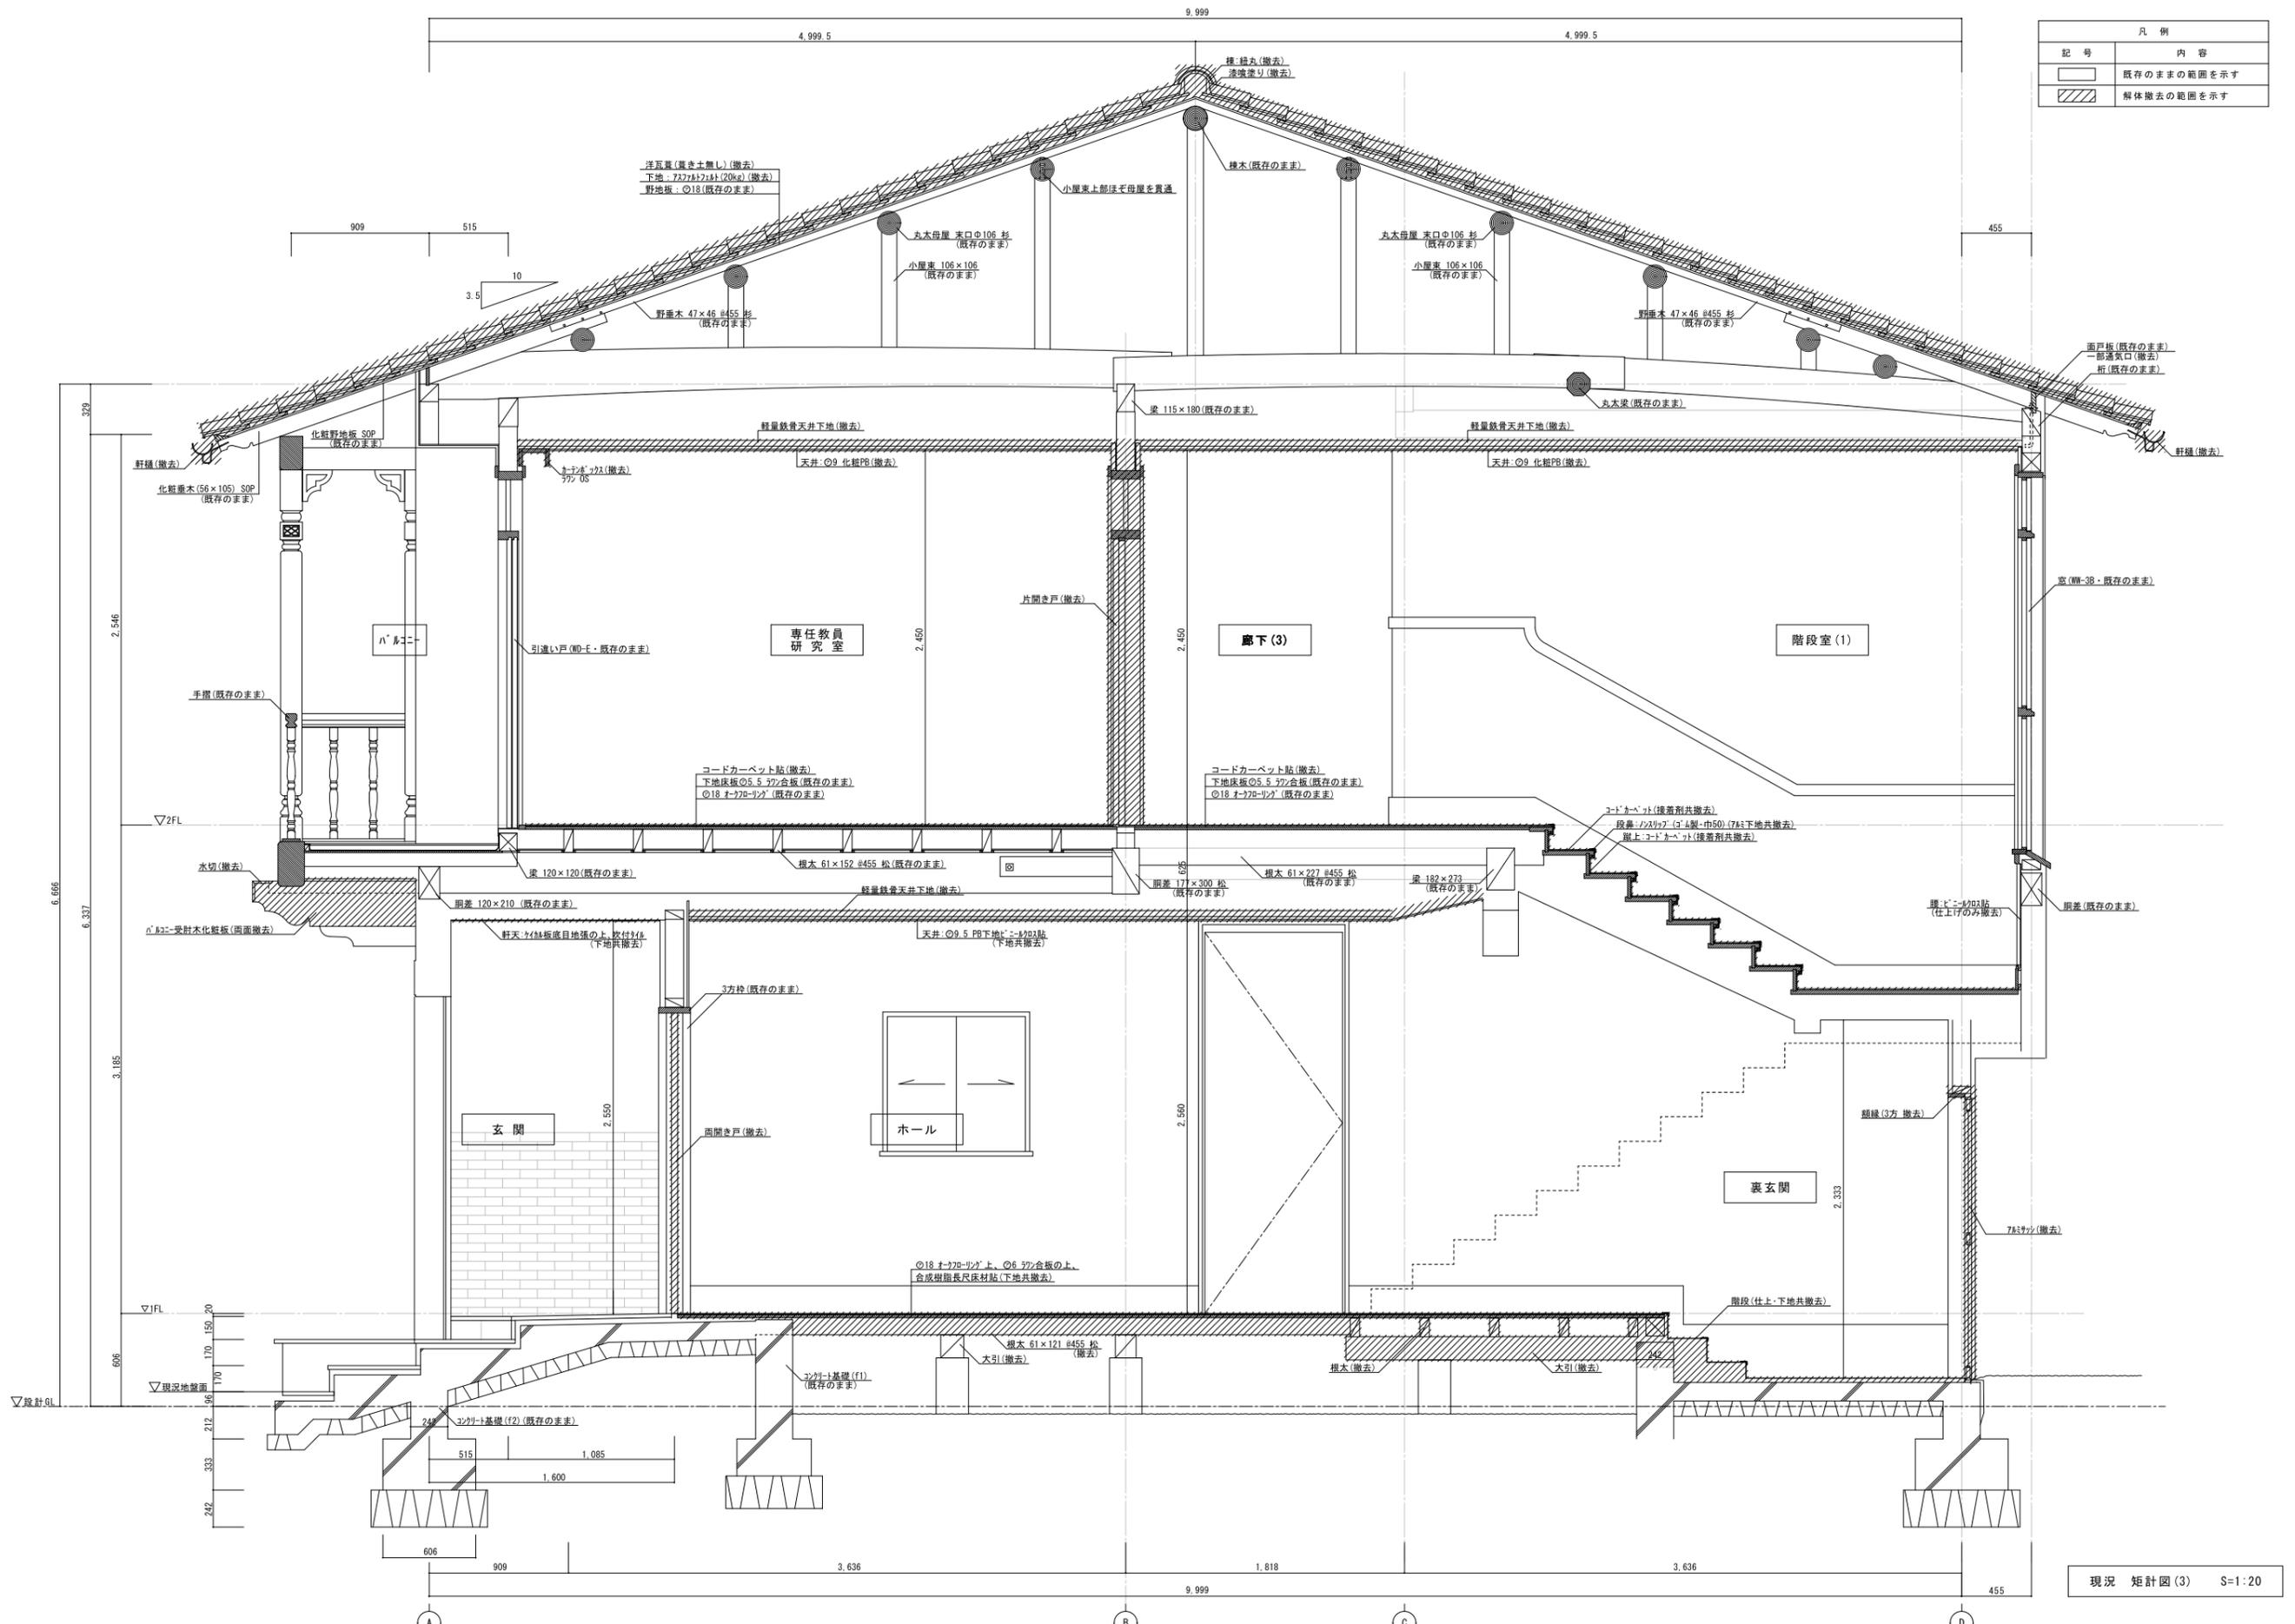 9,999
4,999.5
4,999.5
凡 例
記 号
内 容
既存のままの範囲を示す
解体撤去の範囲を示す
棟:紐丸(撤去)
漆喰塗り(撤去)
洋瓦葺(葺き土無し)(撤去)
下地:アスファルトフェルト(20kg)(撤去)
野地板:⌀18(既存のまま)
棟木(既存のまま)
小屋束上部ほぞ母屋を貫通
909
515
455
丸太母屋 末口Φ106 杉
(既存のまま)
丸太母屋 末口Φ106 杉
(既存のまま)
小屋束 106×106
(既存のまま)
小屋束 106×106
(既存のまま)
10
3.5
野垂木 47×46 @455 杉
(既存のまま)
野垂木 47×46 @455 杉
(既存のまま)
面戸板(既存のまま)
一部通気口(撤去)
桁(既存のまま)
329
梁 115×180(既存のまま)
丸太梁(既存のまま)
化粧野地板 SOP
(既存のまま)
軽量鉄骨天井下地(撤去)
軽量鉄骨天井下地(撤去)
軒樋(撤去)
軒樋(撤去)
カーテンボックス(撤去)
ラワン OS
天井:⌀9 化粧PB(撤去)
天井:⌀9 化粧PB(撤去)
化粧垂木(56×105) SOP
(既存のまま)
2,546
窓(WW-3B・既存のまま)
片開き戸(撤去)
バルコニー
専任教員
研 究 室
2,450
2,450
廊下(3)
階段室(1)
引違い戸(WD-E・既存のまま)
手摺(既存のまま)
コードカーペット貼(撤去)
下地床板⌀5.5 ラワン合板(既存のまま)
⌀18 オークフローリング(既存のまま)
コードカーペット貼(撤去)
下地床板⌀5.5 ラワン合板(既存のまま)
⌀18 オークフローリング(既存のまま)
コードカーペット(接着剤共撤去)
段鼻:ノンスリップ(ゴム製・巾50)(アルミ下地共撤去)
蹴上:コードカーペット(接着剤共撤去)
▽2FL
水切(撤去)
梁 120×120(既存のまま)
根太 61×152 @455 松(既存のまま)
625
根太 61×227 @455 松
(既存のまま)
胴差 177×300 松
(既存のまま)
梁 182×273
(既存のまま)
軽量鉄骨天井下地(撤去)
胴差 120×210 (既存のまま)
腰:ビニールクロス貼
(仕上げのみ撤去)
胴差(既存のまま)
6,666
6,337
バルコニー受肘木化粧板(両面撤去)
軒天:ケイカル板底目地張の上,吹付タイル
(下地共撤去)
天井:⌀9.5 PB下地ビニールクロス貼
(下地共撤去)
3方枠(既存のまま)
3,185
2,550
2,560
2,333
玄 関
ホール
両開き戸(撤去)
額縁(3方 撤去)
裏玄関
アルミサッシ(撤去)
⌀18 オークフローリング上、⌀6 ラワン合板の上、
合成樹脂長尺床材貼(下地共撤去)
階段(仕上・下地共撤去)
▽1FL
20
150
170
170
96
212
333
242
606
根太 61×121 @455 松
(撤去)
大引(撤去)
根太(撤去)
大引(撤去)
242
コンクリート基礎(f1)
(既存のまま)
▽現況地盤面
▽設計GL
242
コンクリート基礎(f2)(既存のまま)
515
1,085
1,600
606
909
3,636
1,818
3,636
9,999
455
現況 矩計図(3) S=1:20
A
B
C
D